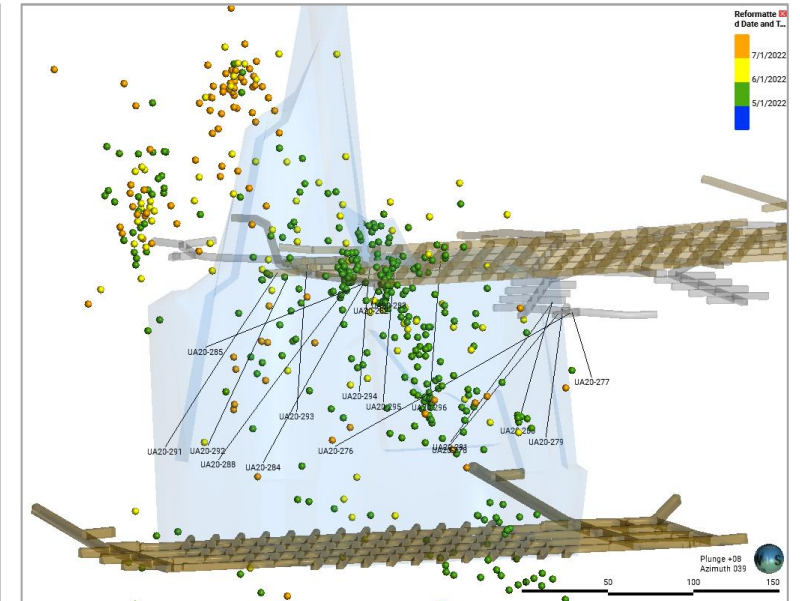 Reformatte
d Date and T...
7/1/2022
6/1/2022
5/1/2022
UA20-285
UA20-294
UA20-295
UA20-296
UA20-277
UA20-293
UA20-291
UA20-292
UA20-276
UA20-279
UA20-288
UA20-284
Plunge +08
Azimuth 039
W
S
50
100
150